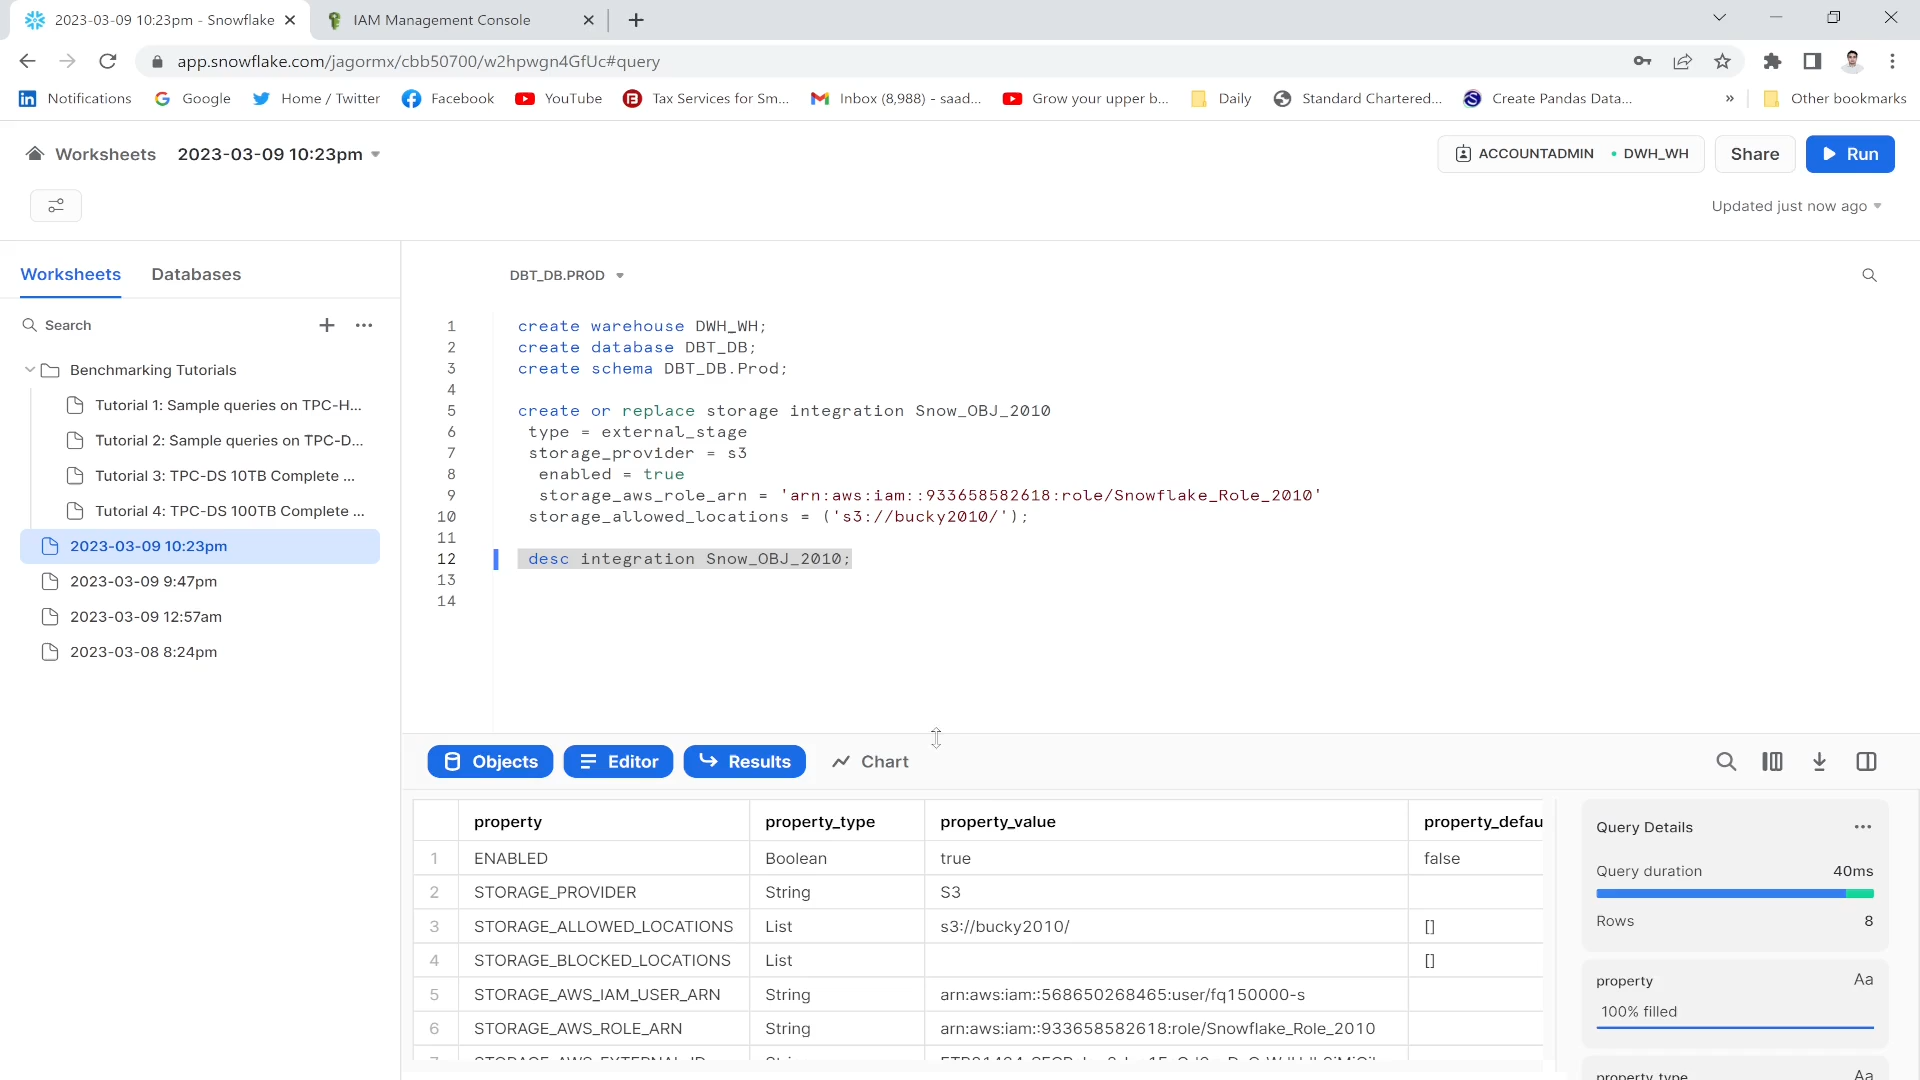 2023-03-09 10:23pm - Snowflake
IAM Management Console
app.snowflake.com/jagormx/cbb50700/w2hpwgn4GfUc#query
Notifications
Google
Home / Twitter
Facebook
YouTube
Tax Services for Sm...
Inbox (8,988) - saad...
Grow your upper b...
Daily
Standard Chartered...
Create Pandas Data...
»
Other bookmarks
Worksheets
2023-03-09 10:23pm
ACCOUNTADMIN
DWH_WH
Share
Run
Updated just now ago
Worksheets
Databases
DBT_DB.PROD
Search
Benchmarking Tutorials
Tutorial 1: Sample queries on TPC-H...
Tutorial 2: Sample queries on TPC-D...
Tutorial 3: TPC-DS 10TB Complete ...
Tutorial 4: TPC-DS 100TB Complete ...
2023-03-09 10:23pm
2023-03-09 9:47pm
2023-03-09 12:57am
2023-03-08 8:24pm
1 create warehouse DWH_WH;
2 create database DBT_DB;
3 create schema DBT_DB.Prod;
4
5 create or replace storage integration Snow_OBJ_2010
6 type = external_stage
7 storage_provider = s3
8 enabled = true
9 storage_aws_role_arn = 'arn:aws:iam::933658582618:role/Snowflake_Role_2010'
10 storage_allowed_locations = ('s3://bucky2010/');
11
12 desc integration Snow_OBJ_2010;
13
14
Objects
Editor
Results
Chart
property property_type property_value property_defau
1 ENABLED Boolean true false
2 STORAGE_PROVIDER String S3
3 STORAGE_ALLOWED_LOCATIONS List s3://bucky2010/ []
4 STORAGE_BLOCKED_LOCATIONS List []
5 STORAGE_AWS_IAM_USER_ARN String arn:aws:iam::568650268465:user/fq150000-s
6 STORAGE_AWS_ROLE_ARN String arn:aws:iam::933658582618:role/Snowflake_Role_2010
Query Details
Query duration 40ms
Rows 8
property Aa
100% filled
property_type Aa